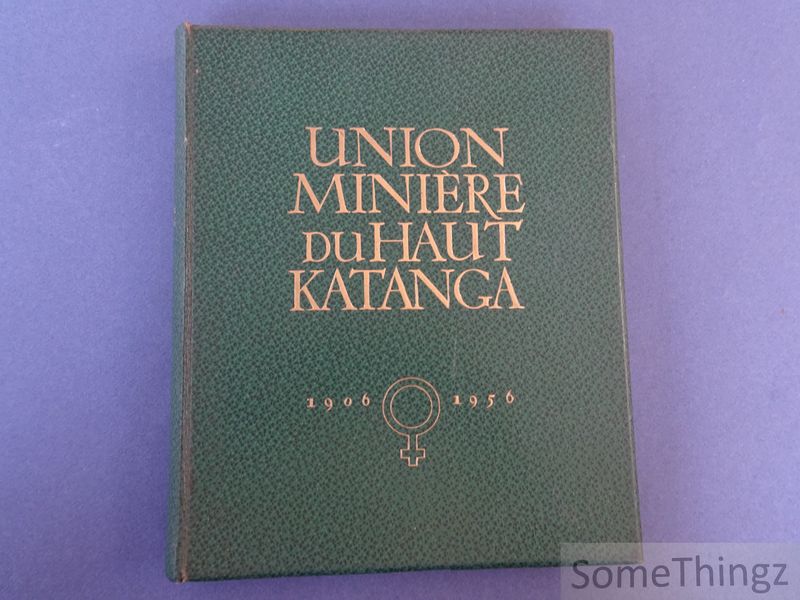 UNION
MINIÈRE
DU HAUT
KATANGA
1906 1956
SomeThingz